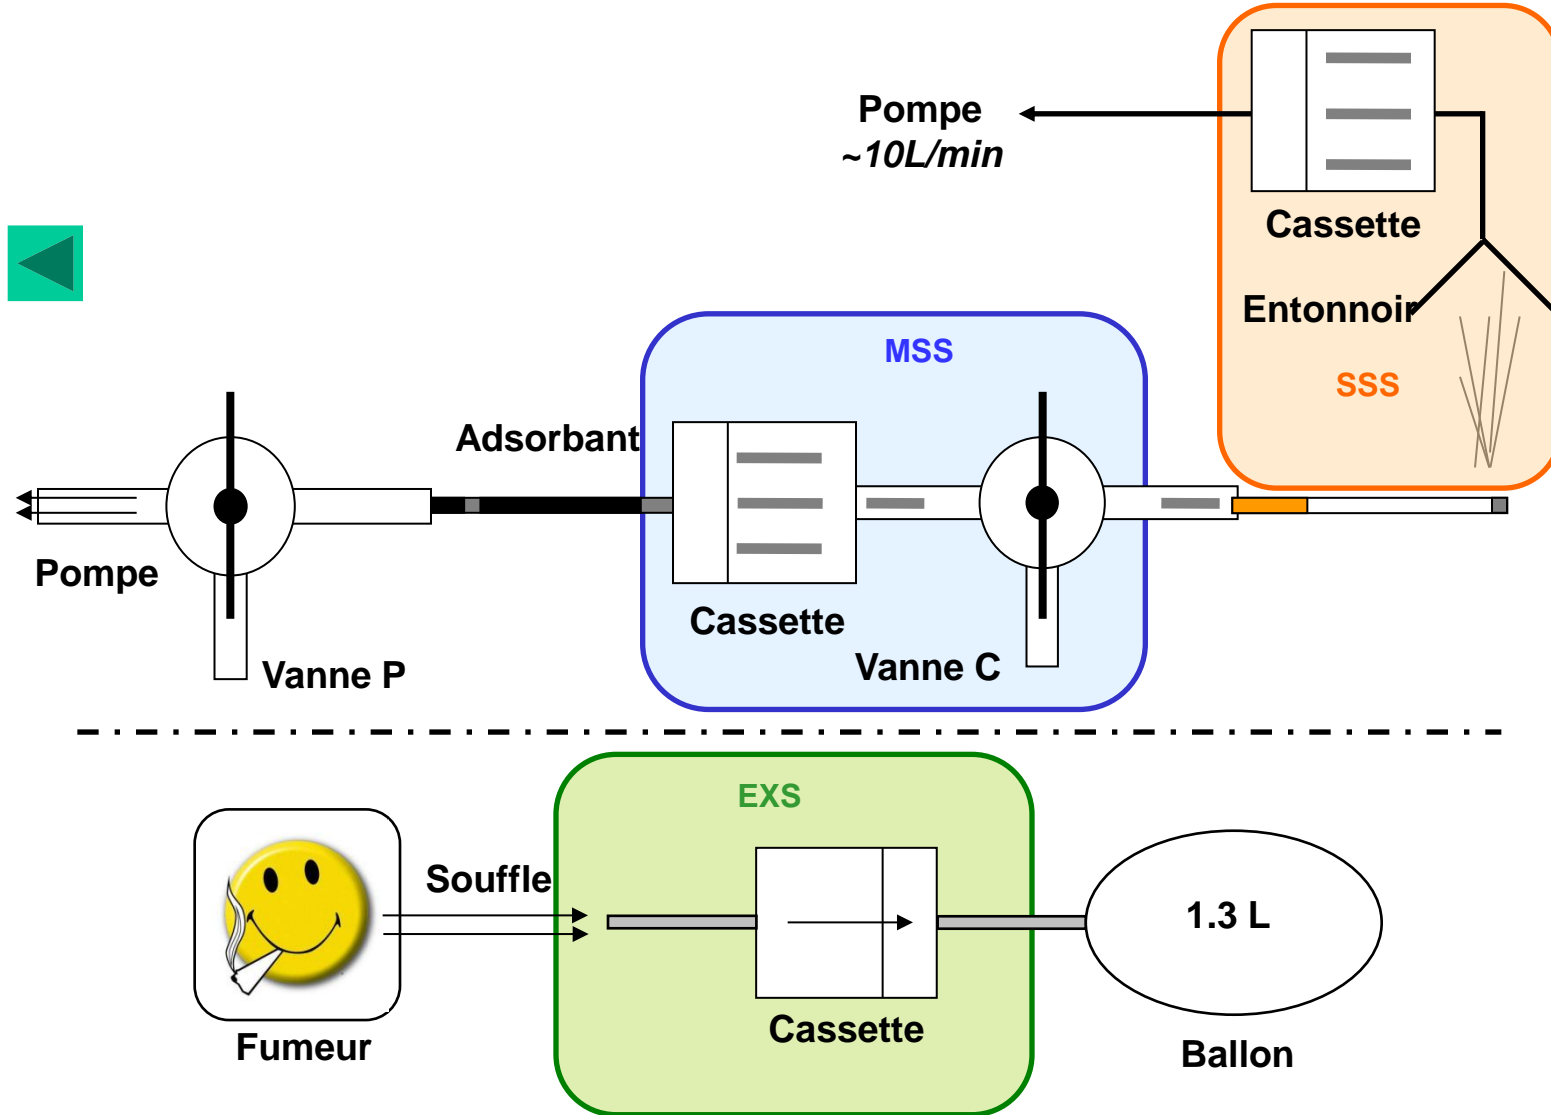 Pompe
~10L/min
Cassette
Entonnoir
SSS
MSS
Adsorbant
Pompe
Cassette
Vanne P
Vanne C
EXS
Souffle
1.3 L
Cassette
Fumeur
Ballon